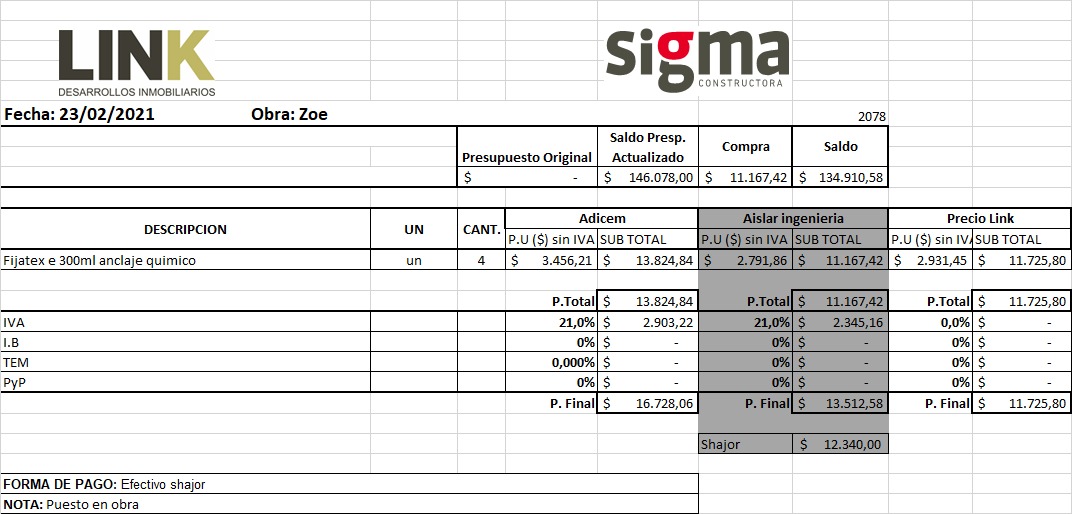 LINK
DESARROLLOS INMOBILIARIOS
sigma
CONSTRUCTORA
Fecha: 23/02/2021 Obra: Zoe 2078
Presupuesto Original Saldo Presp. Actualizado Compra Saldo
$ - $ 146.078,00 $ 11.167,42 $ 134.910,58
DESCRIPCION UN CANT. Adicem Aislar ingenieria Precio Link
P.U ($) sin IVA SUB TOTAL P.U ($) sin IVA SUB TOTAL P.U ($) sin IVA SUB TOTAL
Fijatex e 300ml anclaje quimico un 4 $ 3.456,21 $ 13.824,84 $ 2.791,86 $ 11.167,42 $ 2.931,45 $ 11.725,80
P.Total $ 13.824,84 P.Total $ 11.167,42 P.Total $ 11.725,80
IVA 21,0% $ 2.903,22 21,0% $ 2.345,16 0,0% $ -
I.B 0% $ - 0% $ - 0% $ -
TEM 0,000% $ - 0% $ - 0% $ -
PyP 0% $ - 0% $ - 0% $ -
P. Final $ 16.728,06 P. Final $ 13.512,58 P. Final $ 11.725,80
Shajor $ 12.340,00
FORMA DE PAGO: Efectivo shajor
NOTA: Puesto en obra